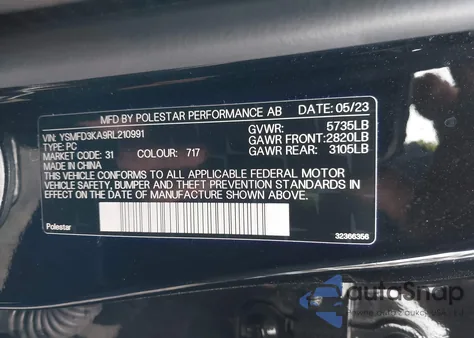 MFD BY POLESTAR PERFORMANCE AB DATE: 05/23
VIN: YSMFD3KA9RL210991 GVWR: 5735LB
TYPE: PC GAWR FRONT: 2820LB
MARKET CODE: 31 COLOUR: 717 GAWR REAR: 3105LB
MADE IN CHINA
THIS VEHICLE CONFORMS TO ALL APPLICABLE FEDERAL MOTOR
VEHICLE SAFETY, BUMPER AND THEFT PREVENTION STANDARDS
IN EFFECT ON THE DATE OF MANUFACTURE SHOWN ABOVE.
Polestar 32366356
vautoSnap